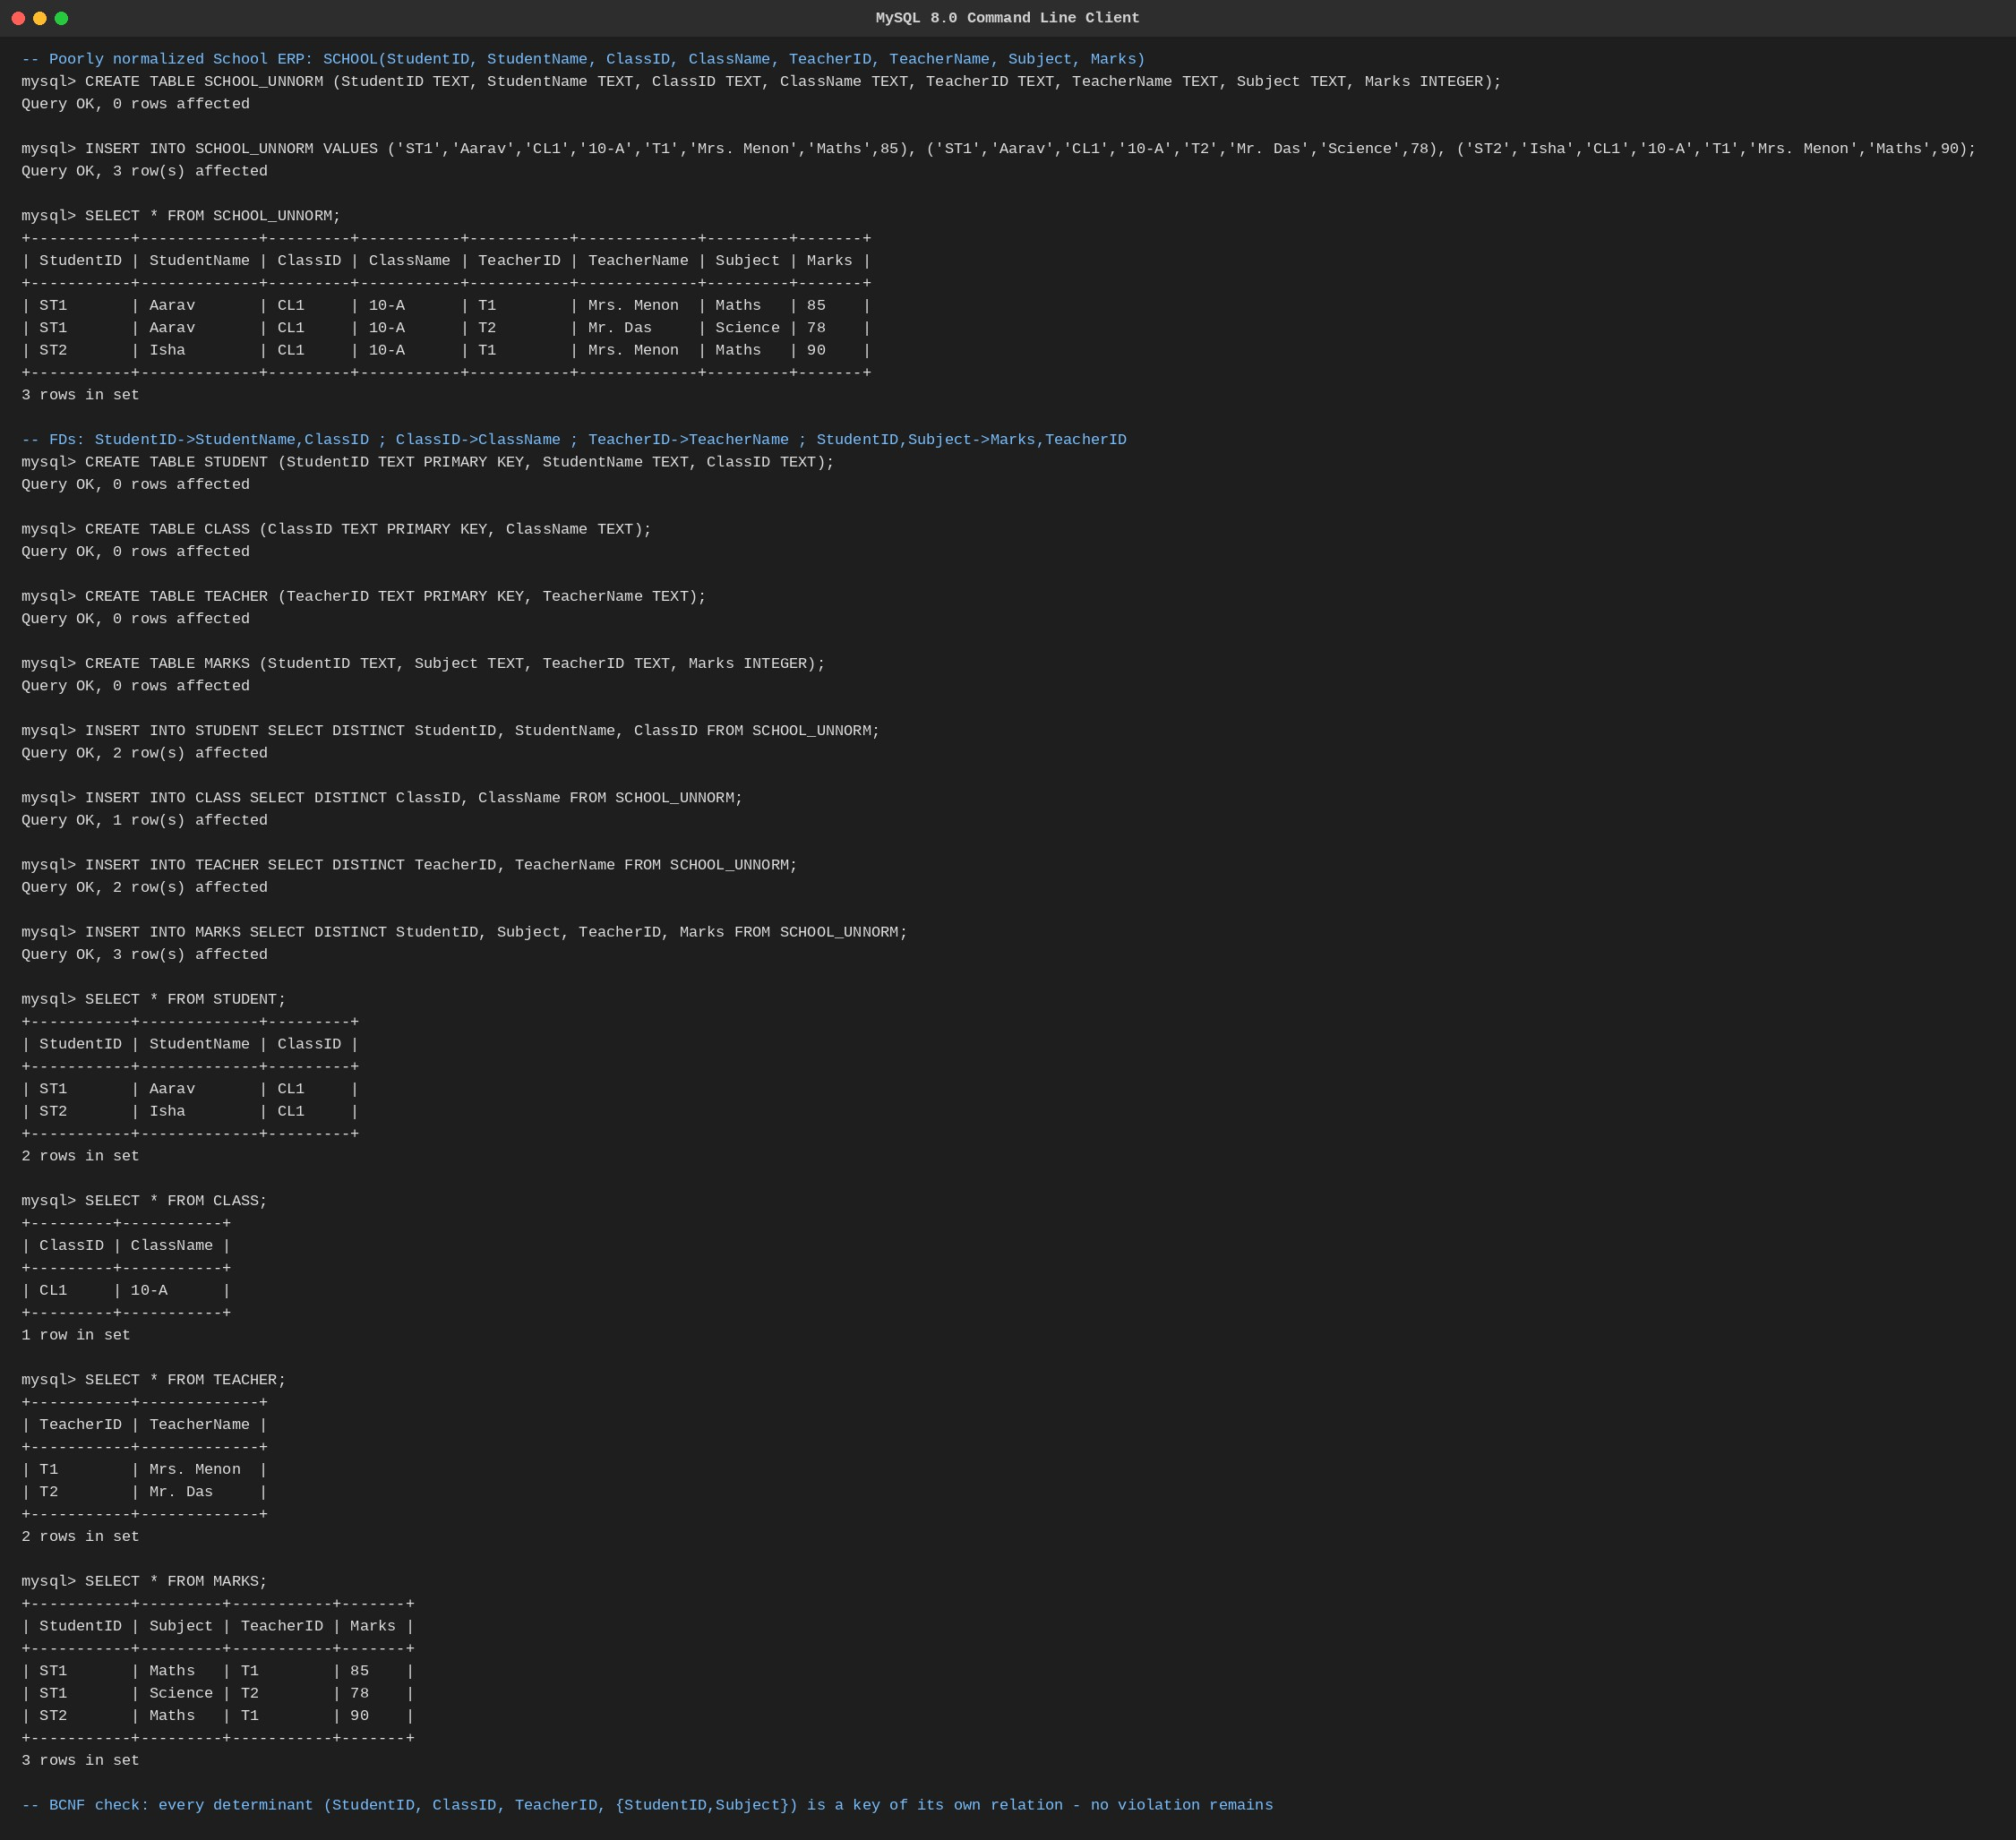 MySQL 8.0 Command Line Client
-- Poorly normalized School ERP: SCHOOL(StudentID, StudentName, ClassID, ClassName, TeacherID, TeacherName, Subject, Marks)
mysql> CREATE TABLE SCHOOL_UNNORM (StudentID TEXT, StudentName TEXT, ClassID TEXT, ClassName TEXT, TeacherID TEXT, TeacherName TEXT, Subject TEXT, Marks INTEGER);
Query OK, 0 rows affected
mysql> INSERT INTO SCHOOL_UNNORM VALUES ('ST1','Aarav','CL1','10-A','T1','Mrs. Menon','Maths',85), ('ST1','Aarav','CL1','10-A','T2','Mr. Das','Science',78), ('ST2','Isha','CL1','10-A','T1','Mrs. Menon','Maths',90);
Query OK, 3 row(s) affected
mysql> SELECT * FROM SCHOOL_UNNORM;
+-----------+-------------+---------+-----------+-----------+-------------+---------+-------+
| StudentID | StudentName | ClassID | ClassName | TeacherID | TeacherName | Subject | Marks |
+-----------+-------------+---------+-----------+-----------+-------------+---------+-------+
| ST1       | Aarav       | CL1     | 10-A      | T1        | Mrs. Menon  | Maths   | 85    |
| ST1       | Aarav       | CL1     | 10-A      | T2        | Mr. Das     | Science | 78    |
| ST2       | Isha        | CL1     | 10-A      | T1        | Mrs. Menon  | Maths   | 90    |
+-----------+-------------+---------+-----------+-----------+-------------+---------+-------+
3 rows in set
-- FDs: StudentID->StudentName,ClassID ; ClassID->ClassName ; TeacherID->TeacherName ; StudentID,Subject->Marks,TeacherID
mysql> CREATE TABLE STUDENT (StudentID TEXT PRIMARY KEY, StudentName TEXT, ClassID TEXT);
Query OK, 0 rows affected
mysql> CREATE TABLE CLASS (ClassID TEXT PRIMARY KEY, ClassName TEXT);
Query OK, 0 rows affected
mysql> CREATE TABLE TEACHER (TeacherID TEXT PRIMARY KEY, TeacherName TEXT);
Query OK, 0 rows affected
mysql> CREATE TABLE MARKS (StudentID TEXT, Subject TEXT, TeacherID TEXT, Marks INTEGER);
Query OK, 0 rows affected
mysql> INSERT INTO STUDENT SELECT DISTINCT StudentID, StudentName, ClassID FROM SCHOOL_UNNORM;
Query OK, 2 row(s) affected
mysql> INSERT INTO CLASS SELECT DISTINCT ClassID, ClassName FROM SCHOOL_UNNORM;
Query OK, 1 row(s) affected
mysql> INSERT INTO TEACHER SELECT DISTINCT TeacherID, TeacherName FROM SCHOOL_UNNORM;
Query OK, 2 row(s) affected
mysql> INSERT INTO MARKS SELECT DISTINCT StudentID, Subject, TeacherID, Marks FROM SCHOOL_UNNORM;
Query OK, 3 row(s) affected
mysql> SELECT * FROM STUDENT;
+-----------+-------------+---------+
| StudentID | StudentName | ClassID |
+-----------+-------------+---------+
| ST1       | Aarav       | CL1     |
| ST2       | Isha        | CL1     |
+-----------+-------------+---------+
2 rows in set
mysql> SELECT * FROM CLASS;
+---------+-----------+
| ClassID | ClassName |
+---------+-----------+
| CL1     | 10-A      |
+---------+-----------+
1 row in set
mysql> SELECT * FROM TEACHER;
+-----------+-------------+
| TeacherID | TeacherName |
+-----------+-------------+
| T1        | Mrs. Menon  |
| T2        | Mr. Das     |
+-----------+-------------+
2 rows in set
mysql> SELECT * FROM MARKS;
+-----------+---------+-----------+-------+
| StudentID | Subject | TeacherID | Marks |
+-----------+---------+-----------+-------+
| ST1       | Maths   | T1        | 85    |
| ST1       | Science | T2        | 78    |
| ST2       | Maths   | T1        | 90    |
+-----------+---------+-----------+-------+
3 rows in set
-- BCNF check: every determinant (StudentID, ClassID, TeacherID, {StudentID,Subject}) is a key of its own relation - no violation remains